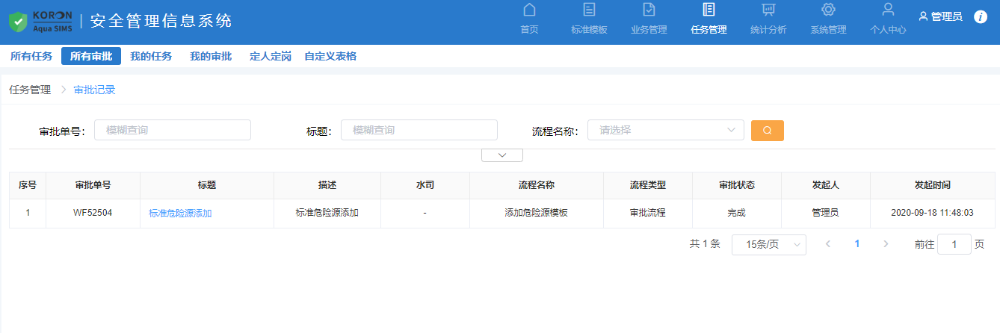 KORON
Aqua SIMS
安全管理信息系统
首页 标准模板 业务管理 任务管理 统计分析 系统管理 个人中心
管理员 i
所有任务 所有审批 我的任务 我的审批 定人定岗 自定义表格
任务管理 > 审批记录
审批单号: 模糊查询 标题: 模糊查询 流程名称: 请选择
序号 审批单号 标题 描述 水司 流程名称 流程类型 审批状态 发起人 发起时间
1 WF52504 标准危险源添加 标准危险源添加 - 添加危险源模板 审批流程 完成 管理员 2020-09-18 11:48:03
共 1 条 15条/页 < 1 > 前往 1 页